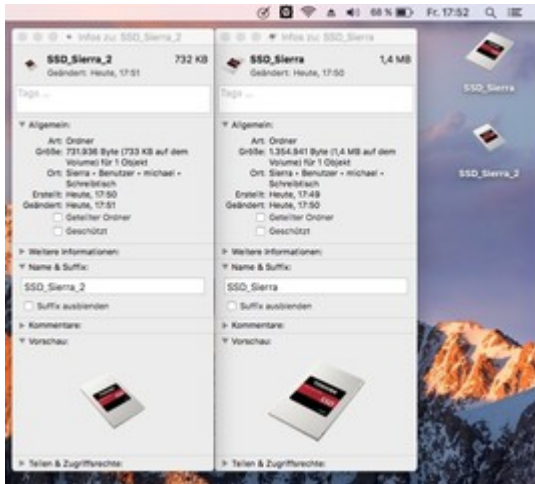 68 % Fr. 17:52
Infos zu: SSD_Sierra_2
SSD_Sierra_2 732 KB
Geändert: Heute, 17:51
Tags ...
Allgemein:
Art: Ordner
Größe: 731.936 Byte (733 KB auf dem
Volume) für 1 Objekt
Ort: Sierra • Benutzer • michael •
Schreibtisch
Erstellt: Heute, 17:50
Geändert: Heute, 17:51
Geteilter Ordner
Geschützt
Weitere Informationen:
Name & Suffix:
SSD_Sierra_2
Suffix ausblenden
Kommentare:
Vorschau:
Teilen & Zugriffsrechte:
Infos zu: SSD_Sierra
SSD_Sierra 1,4 MB
Geändert: Heute, 17:50
Tags ...
Allgemein:
Art: Ordner
Größe: 1.354.941 Byte (1,4 MB auf dem
Volume) für 1 Objekt
Ort: Sierra • Benutzer • michael •
Schreibtisch
Erstellt: Heute, 17:49
Geändert: Heute, 17:50
Geteilter Ordner
Geschützt
Weitere Informationen:
Name & Suffix:
SSD_Sierra
Suffix ausblenden
Kommentare:
Vorschau:
TOSHIBA
SSD
Teilen & Zugriffsrechte:
SSD_Sierra
SSD_Sierra_2